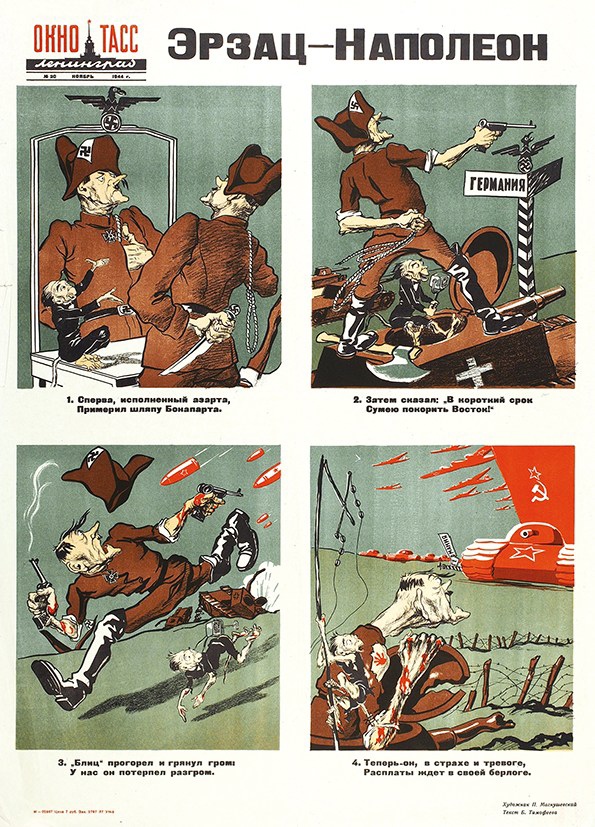 ОКНО ТАСС
Ленинград
№ 30 НОЯБРЬ 1944 г.
ЭРЗАЦ—НАПОЛЕОН
ГЕРМАНИЯ
1. Сперва, исполненный азарта,
Примерил шляпу Бонапарта.
2. Затем сказал: „В короткий срок
Сумею покорить Восток!“
3. „Блиц“ прогорел и грянул гром:
У нас он потерпел разгром.
4. Теперь-он, в страхе и тревоге,
Расплаты ждет в своей берлоге.
Текст Б. Тимофеева